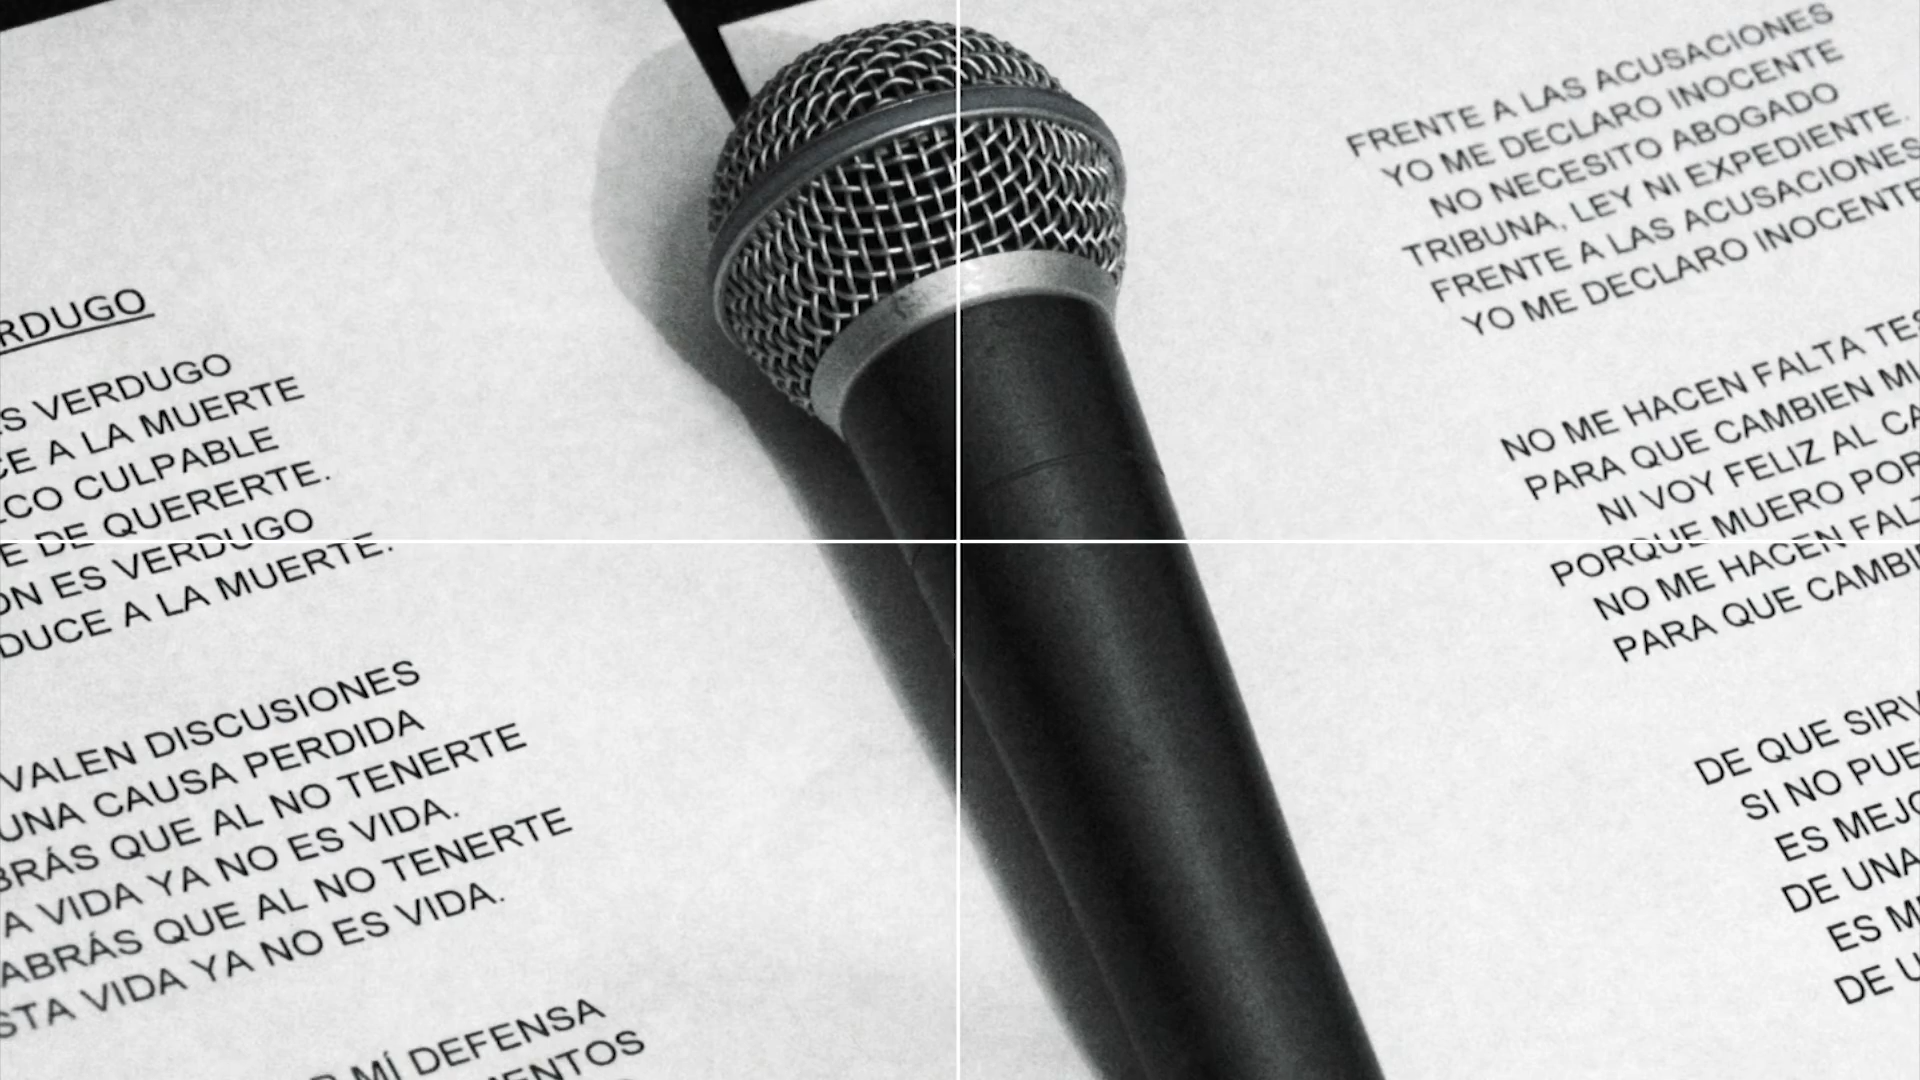 RDUGO
S VERDUGO
CE A LA MUERTE
CO CULPABLE
E DE QUERERTE.
ON ES VERDUGO
DUCE A LA MUERTE.
VALEN DISCUSIONES
UNA CAUSA PERDIDA
BRÁS QUE AL NO TENERTE
A VIDA YA NO ES VIDA.
ABRÁS QUE AL NO TENERTE
STA VIDA YA NO ES VIDA.
MÍ DEFENSA
MENTOS
FRENTE A LAS ACUSACIONES
YO ME DECLARO INOCENTE
NO NECESITO ABOGADO
TRIBUNA, LEY NI EXPEDIENTE.
FRENTE A LAS ACUSACIONES
YO ME DECLARO INOCENTE
NO ME HACEN FALTA TES
PARA QUE CAMBIEN MI
NI VOY FELIZ AL CA
PORQUE MUERO POR
NO ME HACEN FALT
PARA QUE CAMBI
DE QUE SIRV
SI NO PUE
ES MEJO
DE UNA
ES M
DE U